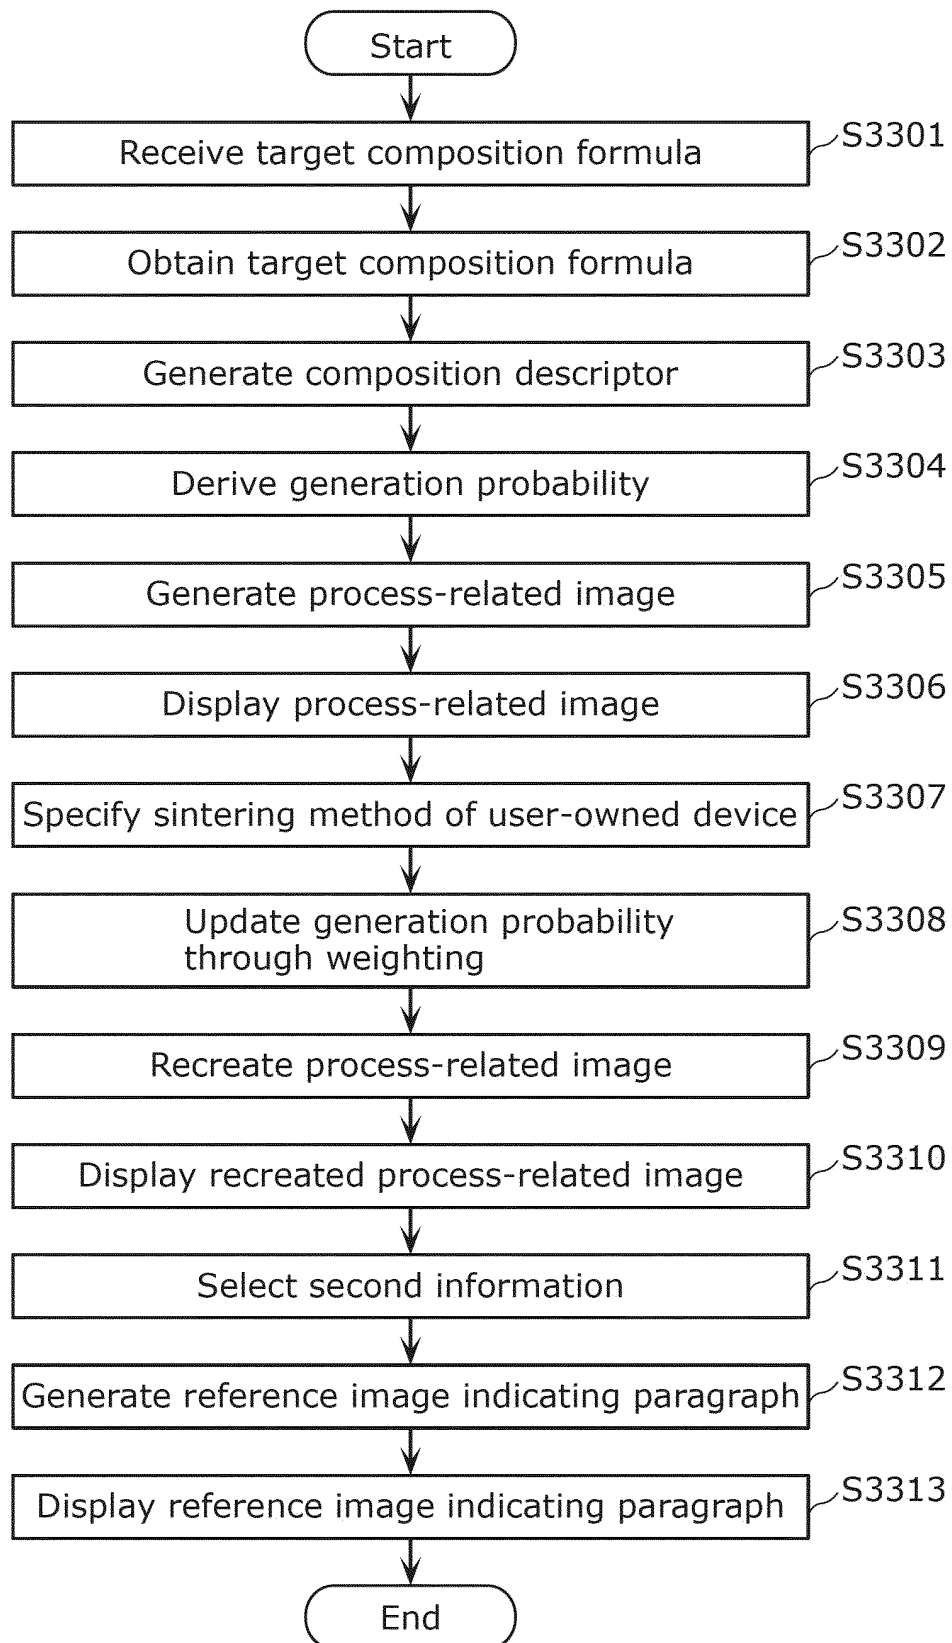 Start
Receive target composition formula
S3301
Obtain target composition formula
S3302
Generate composition descriptor
S3303
Derive generation probability
S3304
Generate process-related image
S3305
Display process-related image
S3306
Specify sintering method of user-owned device
S3307
Update generation probability
through weighting
S3308
Recreate process-related image
S3309
Display recreated process-related image
S3310
Select second information
S3311
Generate reference image indicating paragraph
S3312
Display reference image indicating paragraph
S3313
End